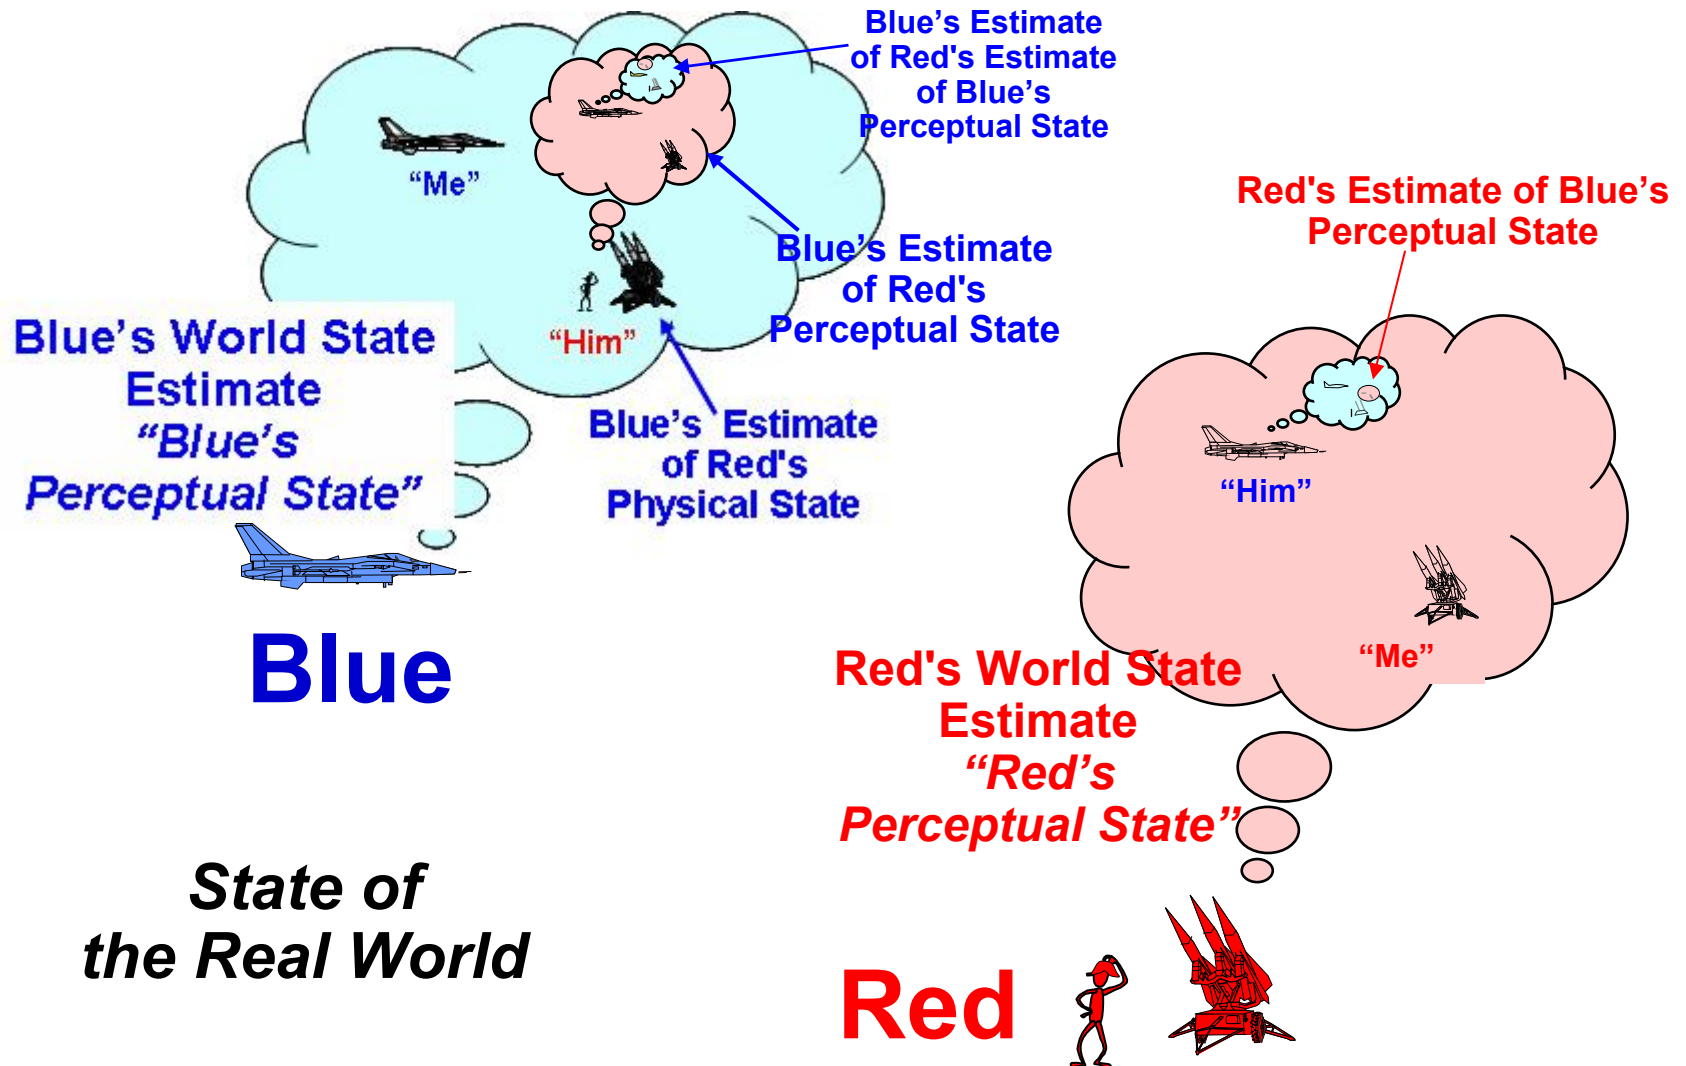 Blue’s Estimate
of Red's Estimate
of Blue’s
Perceptual State
“Me”
Blue’s Estimate
of Red's
Perceptual State
“Him”
Blue’s World State
Estimate
“Blue’s
Perceptual State”
Blue’s Estimate
of Red's
Physical State
Blue
Red's Estimate of Blue’s
Perceptual State
“Him”
“Me”
Red's World State
Estimate
“Red’s
Perceptual State”
State of
the Real World
Red